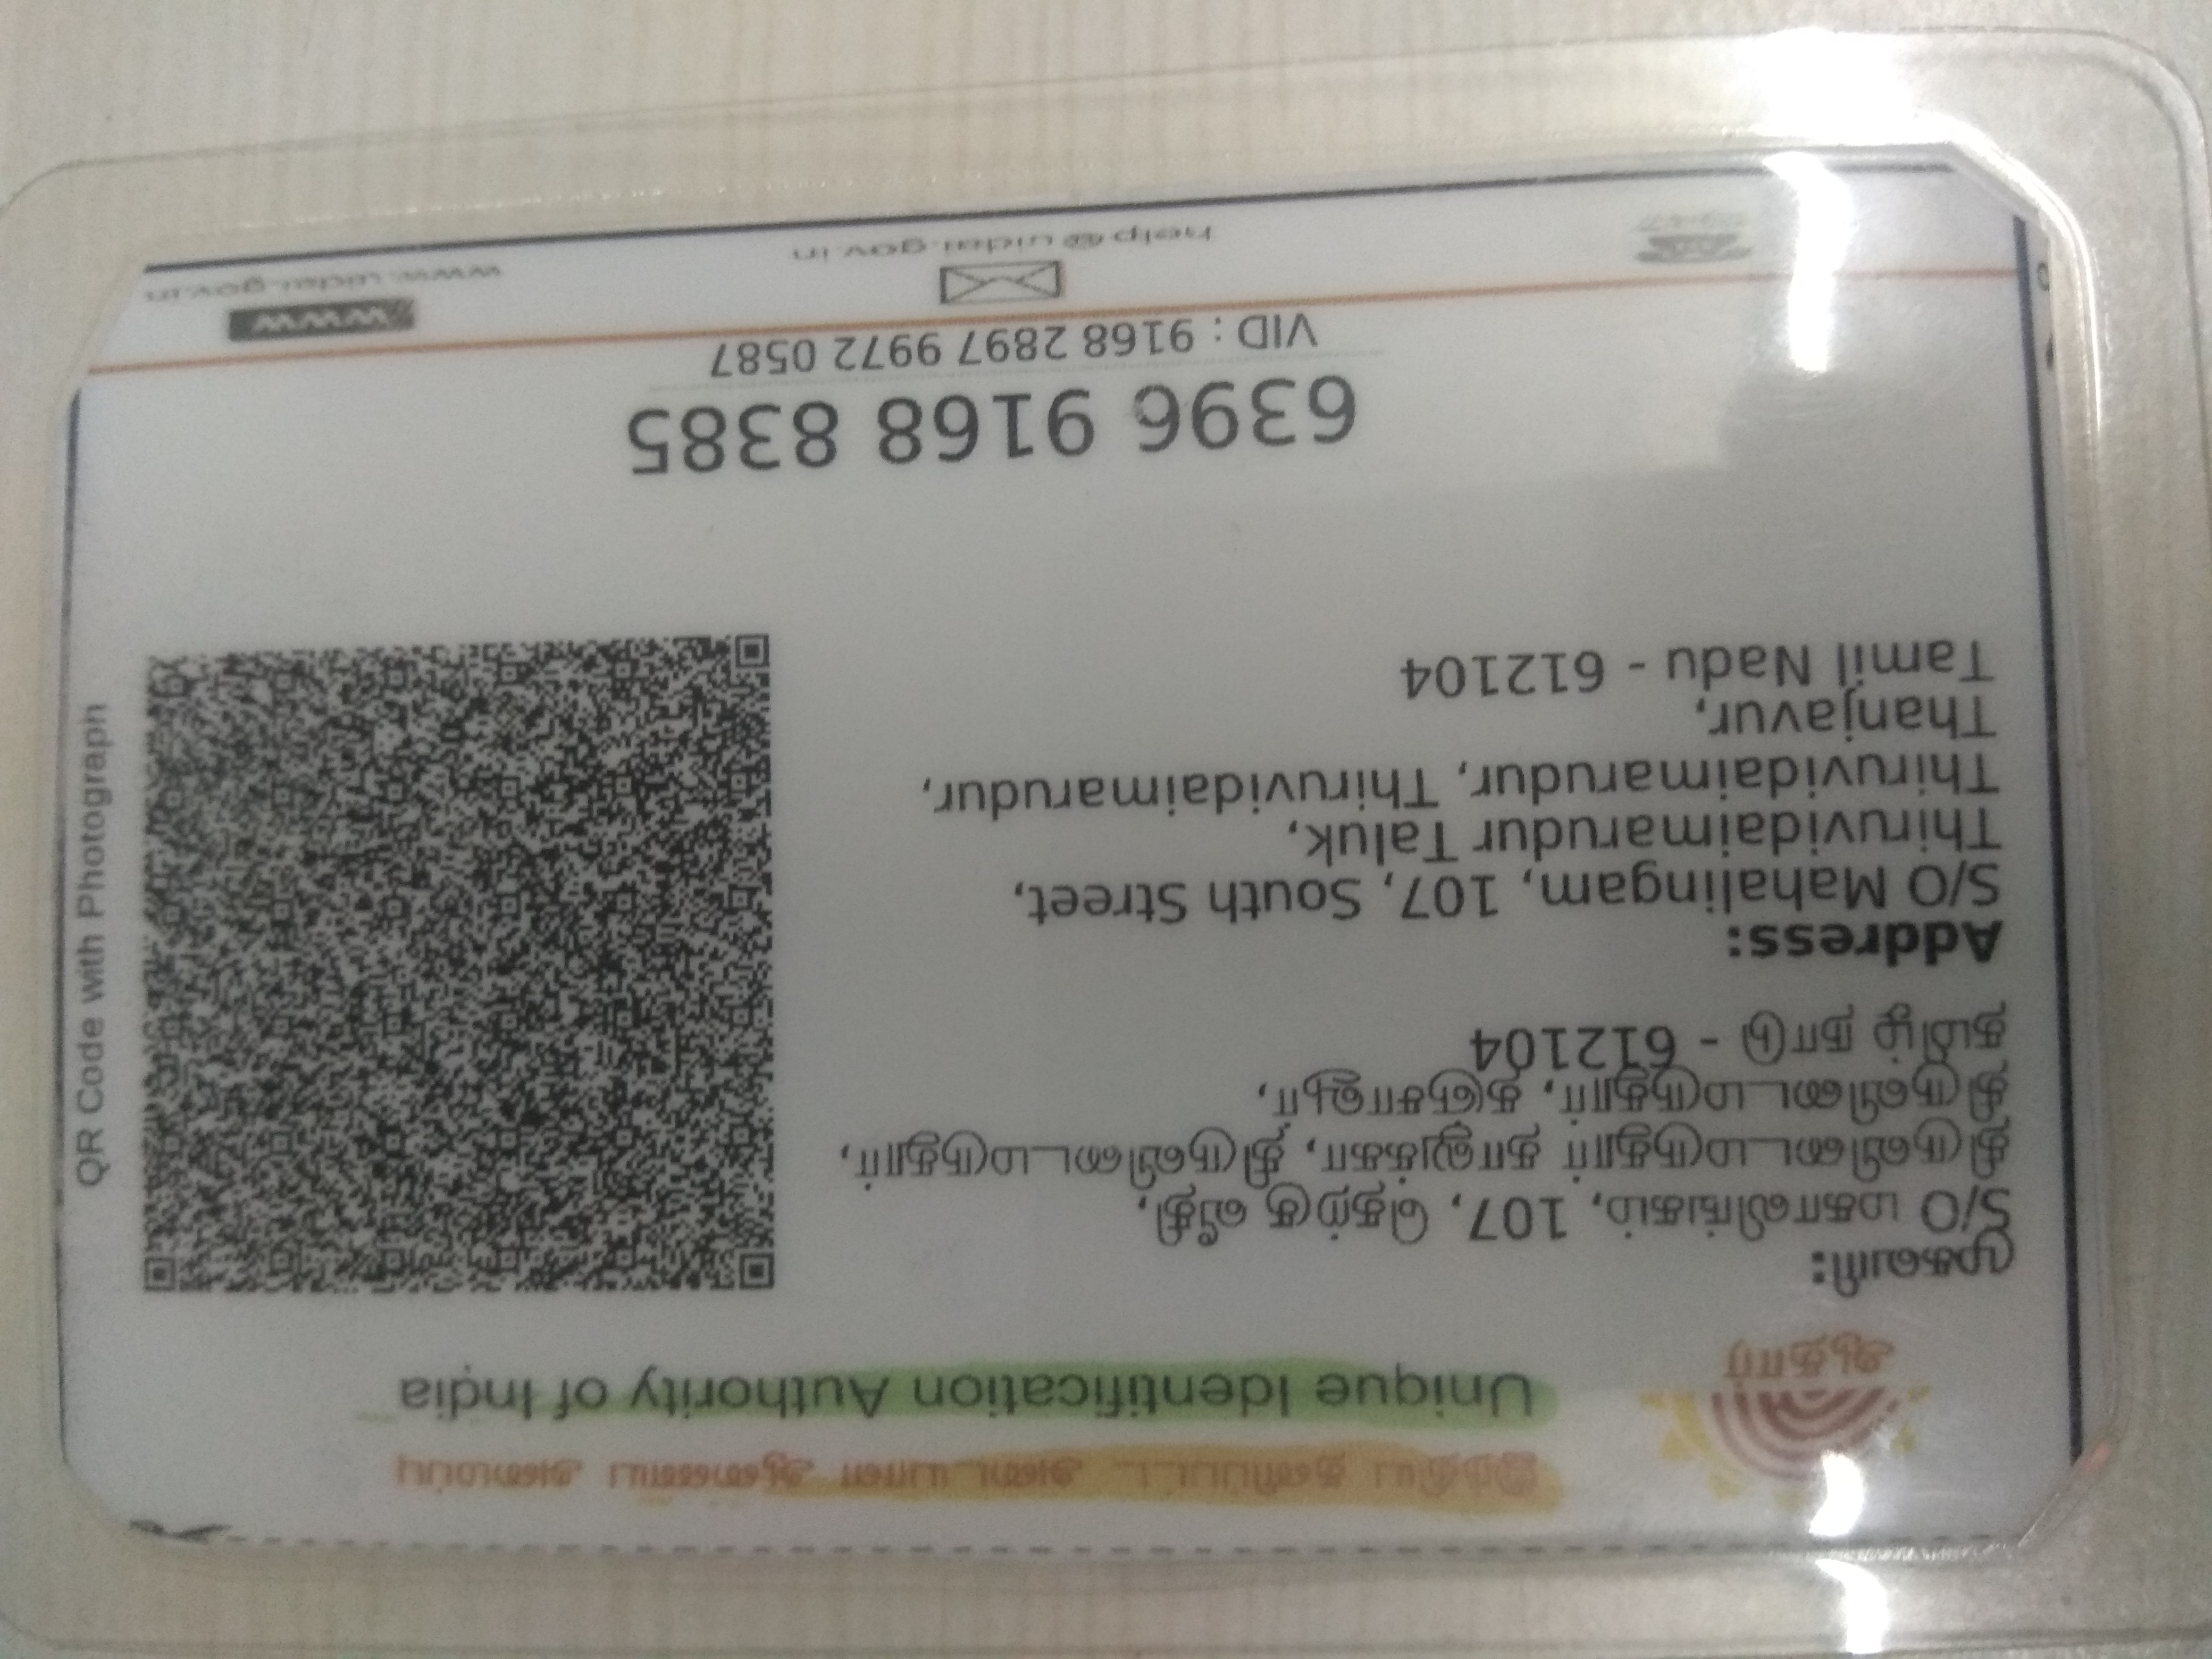 இந்திய தனிப்பட்ட அடையாள ஆணைய அமைப்பு
Unique Identification Authority of India
ஆதார்
முகவரி:
S/O மகாலிங்கம், 107, தெற்கு வீதி,
திருவிடைமருதூர் தாலுக்கா, திருவிடைமருதூர்,
திருவிடைமருதூர், தஞ்சாவூர்,
தமிழ் நாடு - 612104
Address:
S/O Mahalingam, 107, South Street,
Thiruvidaimarudur Taluk,
Thiruvidaimarudur, Thiruvidaimarudur,
Thanjavur,
Tamil Nadu - 612104
QR Code with Photograph
6396 9168 8385
VID : 9168 2897 9972 0587
help@uidai.gov.in
www
www.uidai.gov.in